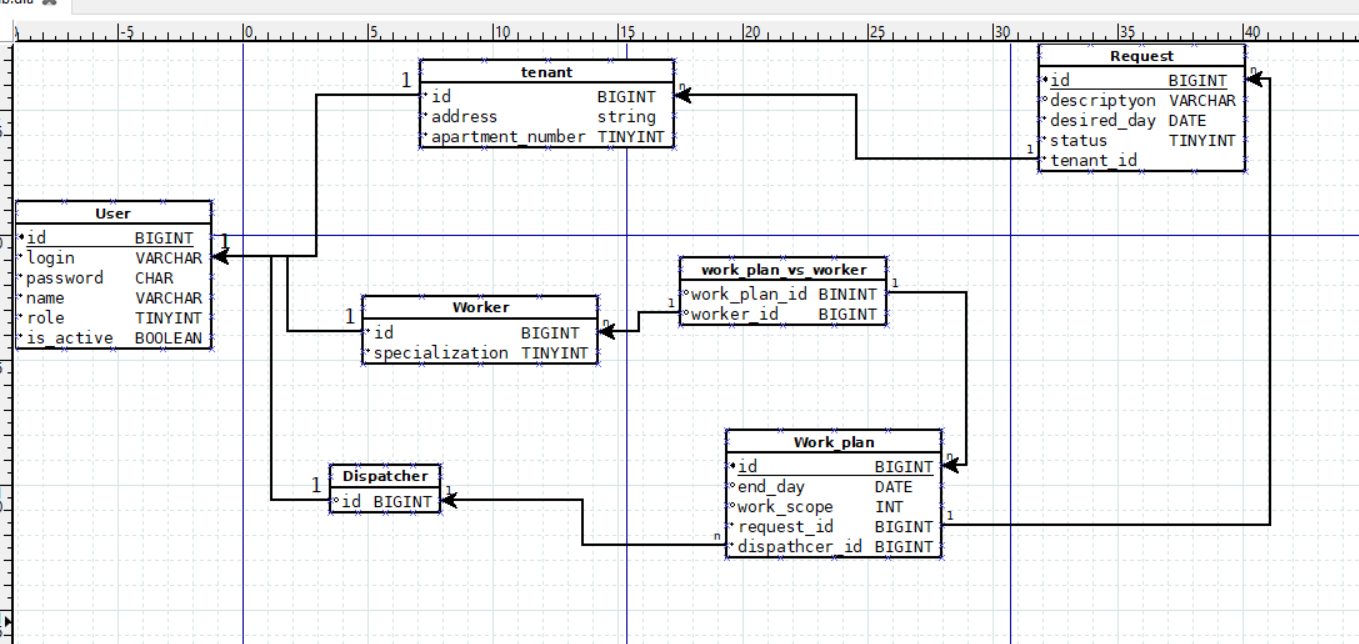 -5 0 5 10 15 20 25 30 35 40
tenant
id BIGINT
address string
apartment_number TINYINT
1
n
Request
id BIGINT
descriptyon VARCHAR
desired_day DATE
status TINYINT
tenant_id
n
1
User
id BIGINT
login VARCHAR
password CHAR
name VARCHAR
role TINYINT
is_active BOOLEAN
1
work_plan_vs_worker
work_plan_id BININT
worker_id BIGINT
1
1
Worker
id BIGINT
specialization TINYINT
1
n
Work_plan
id BIGINT
end_day DATE
work_scope INT
request_id BIGINT
dispathcer_id BIGINT
n
1
n
Dispatcher
id BIGINT
1
1